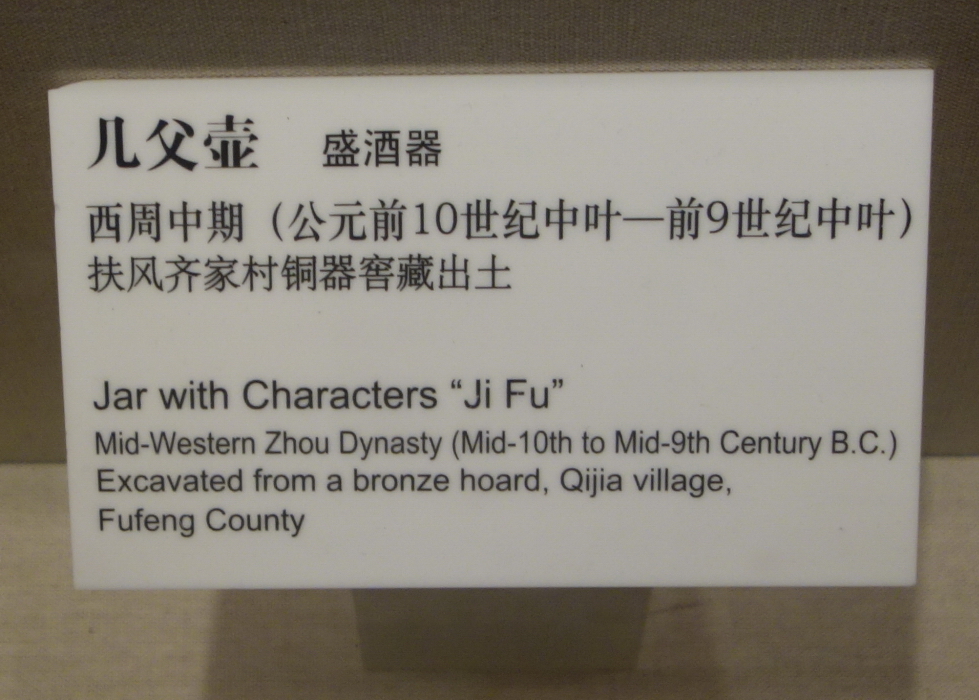 几父壶 盛酒器
西周中期（公元前10世纪中叶—前9世纪中叶）
扶风齐家村铜器窖藏出土
Jar with Characters “Ji Fu”
Mid-Western Zhou Dynasty (Mid-10th to Mid-9th Century B.C.)
Excavated from a bronze hoard, Qijia village,
Fufeng County